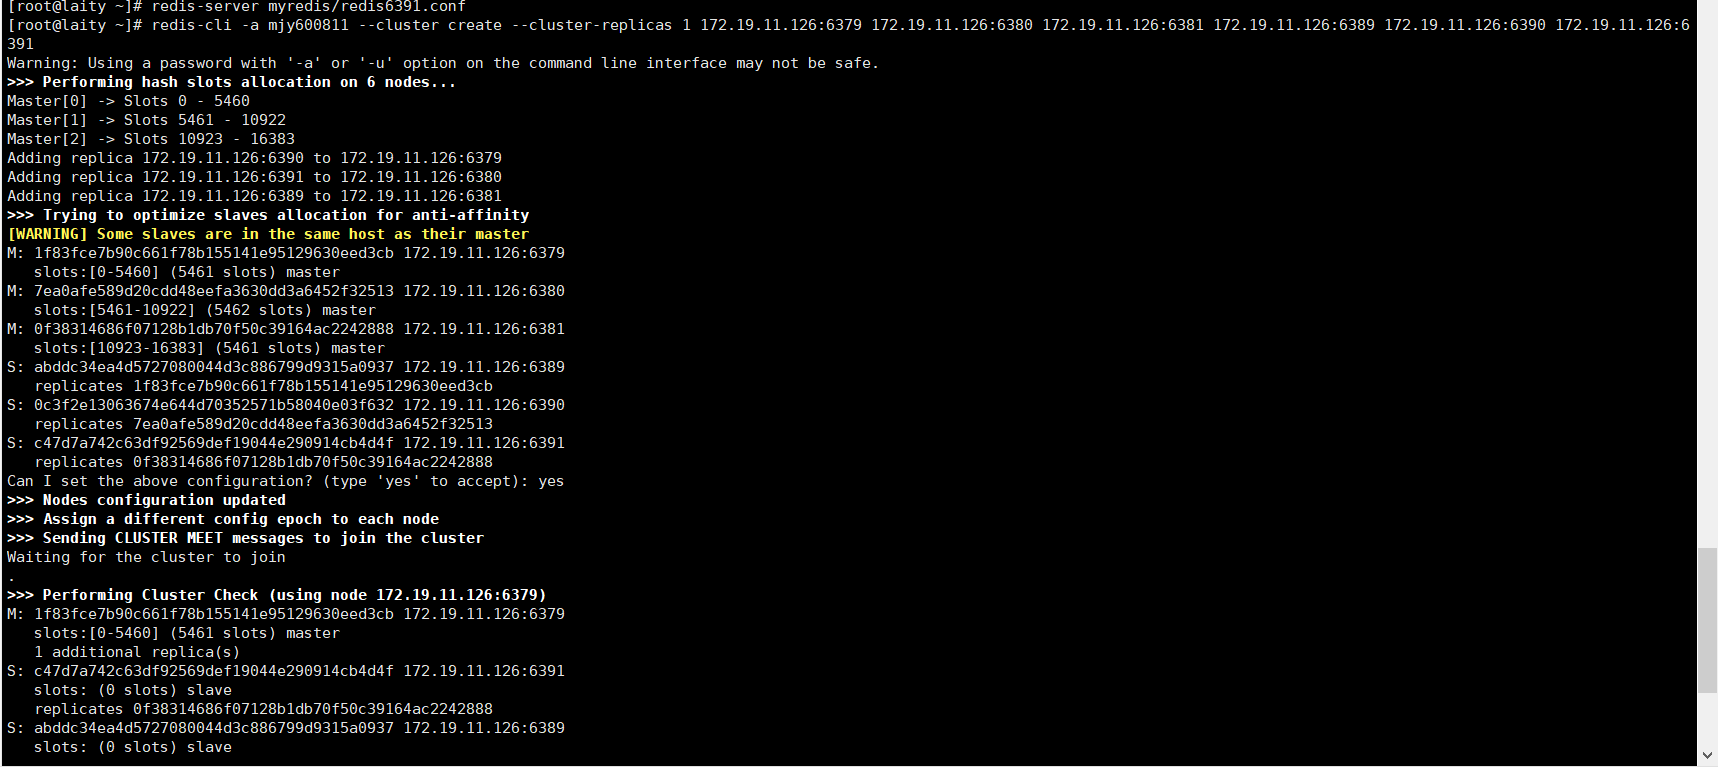 [root@laity ~]# redis-server myredis/redis6391.conf
[root@laity ~]# redis-cli -a mjy600811 --cluster create --cluster-replicas 1 172.19.11.126:6379 172.19.11.126:6380 172.19.11.126:6381 172.19.11.126:6389 172.19.11.126:6390 172.19.11.126:6
391
Warning: Using a password with '-a' or '-u' option on the command line interface may not be safe.
>>> Performing hash slots allocation on 6 nodes...
Master[0] -> Slots 0 - 5460
Master[1] -> Slots 5461 - 10922
Master[2] -> Slots 10923 - 16383
Adding replica 172.19.11.126:6390 to 172.19.11.126:6379
Adding replica 172.19.11.126:6391 to 172.19.11.126:6380
Adding replica 172.19.11.126:6389 to 172.19.11.126:6381
>>> Trying to optimize slaves allocation for anti-affinity
[WARNING] Some slaves are in the same host as their master
M: 1f83fce7b90c661f78b155141e95129630eed3cb 172.19.11.126:6379
   slots:[0-5460] (5461 slots) master
M: 7ea0afe589d20cdd48eefa3630dd3a6452f32513 172.19.11.126:6380
   slots:[5461-10922] (5462 slots) master
M: 0f38314686f07128b1db70f50c39164ac2242888 172.19.11.126:6381
   slots:[10923-16383] (5461 slots) master
S: abddc34ea4d5727080044d3c886799d9315a0937 172.19.11.126:6389
   replicates 1f83fce7b90c661f78b155141e95129630eed3cb
S: 0c3f2e13063674e644d70352571b58040e03f632 172.19.11.126:6390
   replicates 7ea0afe589d20cdd48eefa3630dd3a6452f32513
S: c47d7a742c63df92569def19044e290914cb4d4f 172.19.11.126:6391
   replicates 0f38314686f07128b1db70f50c39164ac2242888
Can I set the above configuration? (type 'yes' to accept): yes
>>> Nodes configuration updated
>>> Assign a different config epoch to each node
>>> Sending CLUSTER MEET messages to join the cluster
Waiting for the cluster to join
.
>>> Performing Cluster Check (using node 172.19.11.126:6379)
M: 1f83fce7b90c661f78b155141e95129630eed3cb 172.19.11.126:6379
   slots:[0-5460] (5461 slots) master
   1 additional replica(s)
S: c47d7a742c63df92569def19044e290914cb4d4f 172.19.11.126:6391
   slots: (0 slots) slave
   replicates 0f38314686f07128b1db70f50c39164ac2242888
S: abddc34ea4d5727080044d3c886799d9315a0937 172.19.11.126:6389
   slots: (0 slots) slave